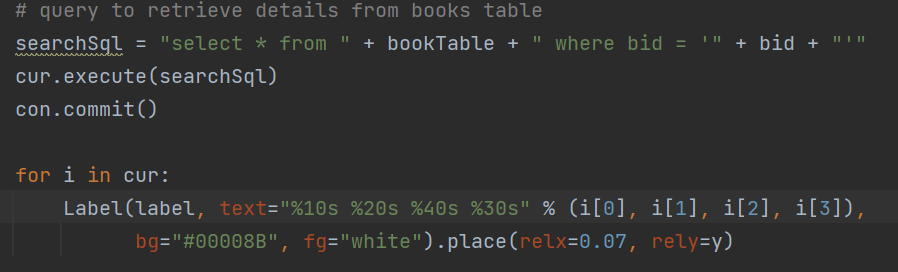 # query to retrieve details from books table
searchSql = "select * from " + bookTable + " where bid = '" + bid + "'"
cur.execute(searchSql)
con.commit()
for i in cur:
    Label(label, text="%10s %20s %40s %30s" % (i[0], i[1], i[2], i[3]),
          bg="#00008B", fg="white").place(relx=0.07, rely=y)